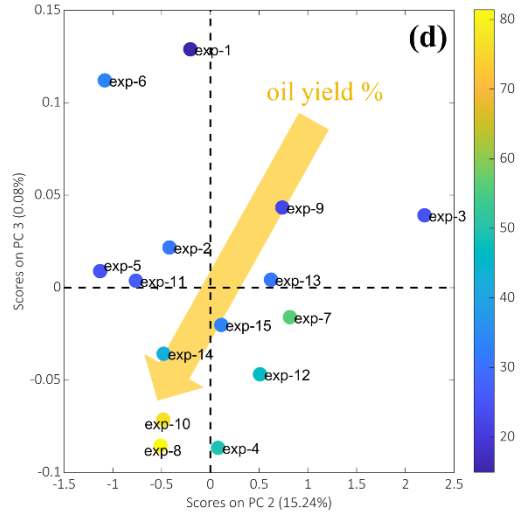 (d)
oil yield %
0.15
0.1
0.05
0
-0.05
-0.1
Scores on PC 3 (0.08%)
exp-1
exp-6
exp-9
exp-3
exp-2
exp-5
exp-11
exp-13
exp-7
exp-15
exp-14
exp-12
exp-10
exp-8
exp-4
-1.5 -1 -0.5 0 0.5 1 1.5 2 2.5
Scores on PC 2 (15.24%)
80
70
60
50
40
30
20